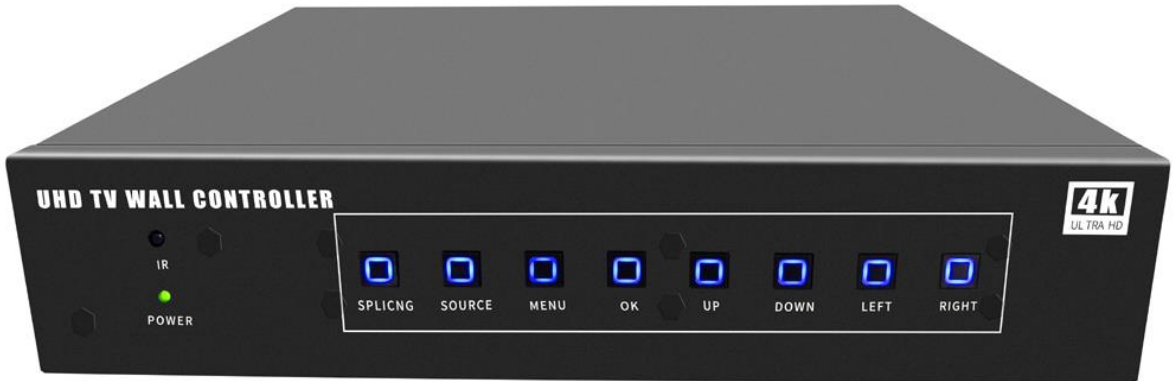 UHD TV WALL CONTROLLER
4k
ULTRA HD
IR
POWER
SPLICNG SOURCE MENU OK UP DOWN LEFT RIGHT